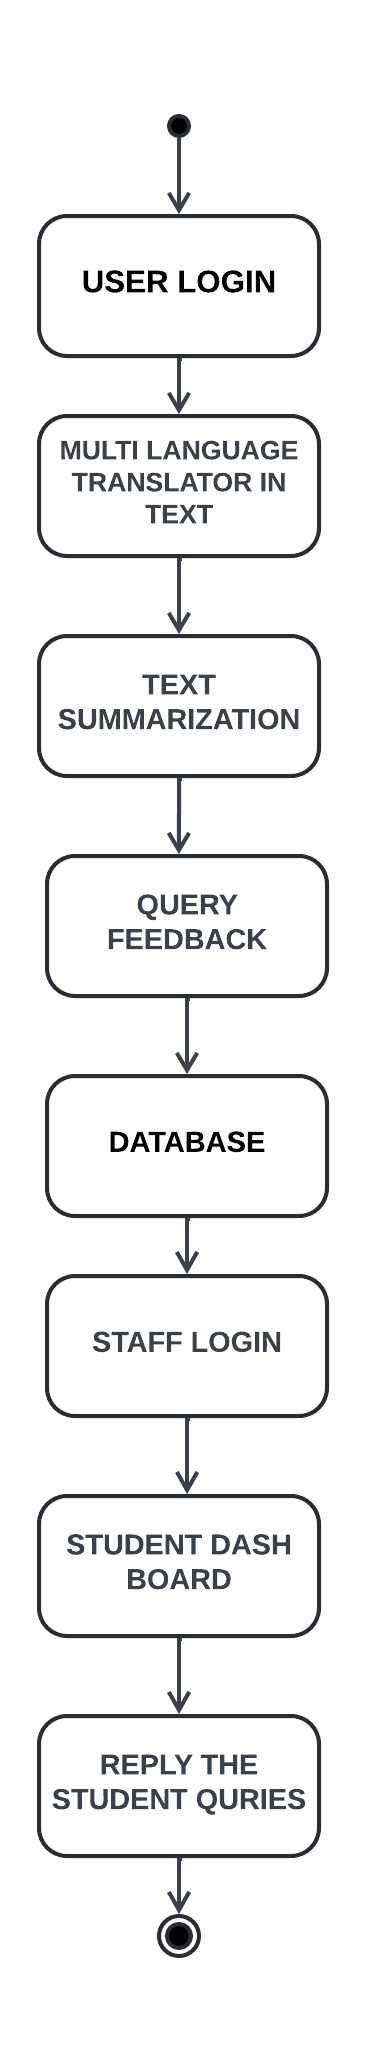 USER LOGIN
MULTI LANGUAGE
TRANSLATOR IN
TEXT
TEXT
SUMMARIZATION
QUERY
FEEDBACK
DATABASE
STAFF LOGIN
STUDENT DASH
BOARD
REPLY THE
STUDENT QURIES